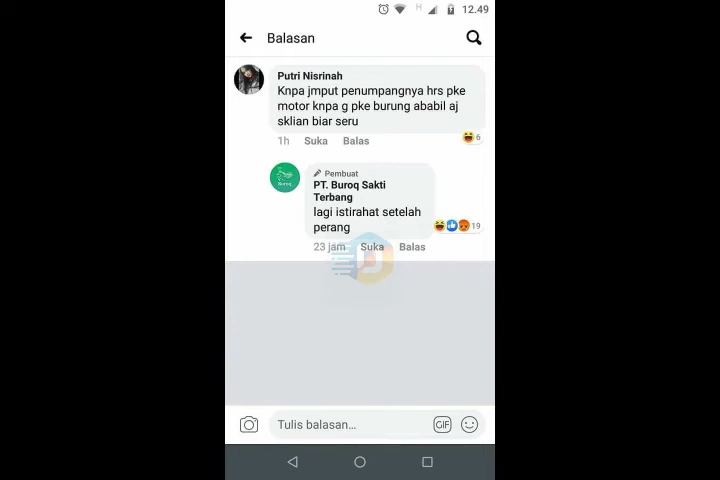 H 12.49
Balasan
Putri Nisrinah
Knpa jmput penumpangnya hrs pke
motor knpa g pke burung ababil aj
sklian biar seru
1h Suka Balas 6
Pembuat
PT. Buroq Sakti
Terbang
lagi istirahat setelah
perang
19
23 jam Suka Balas
Tulis balasan...
GIF